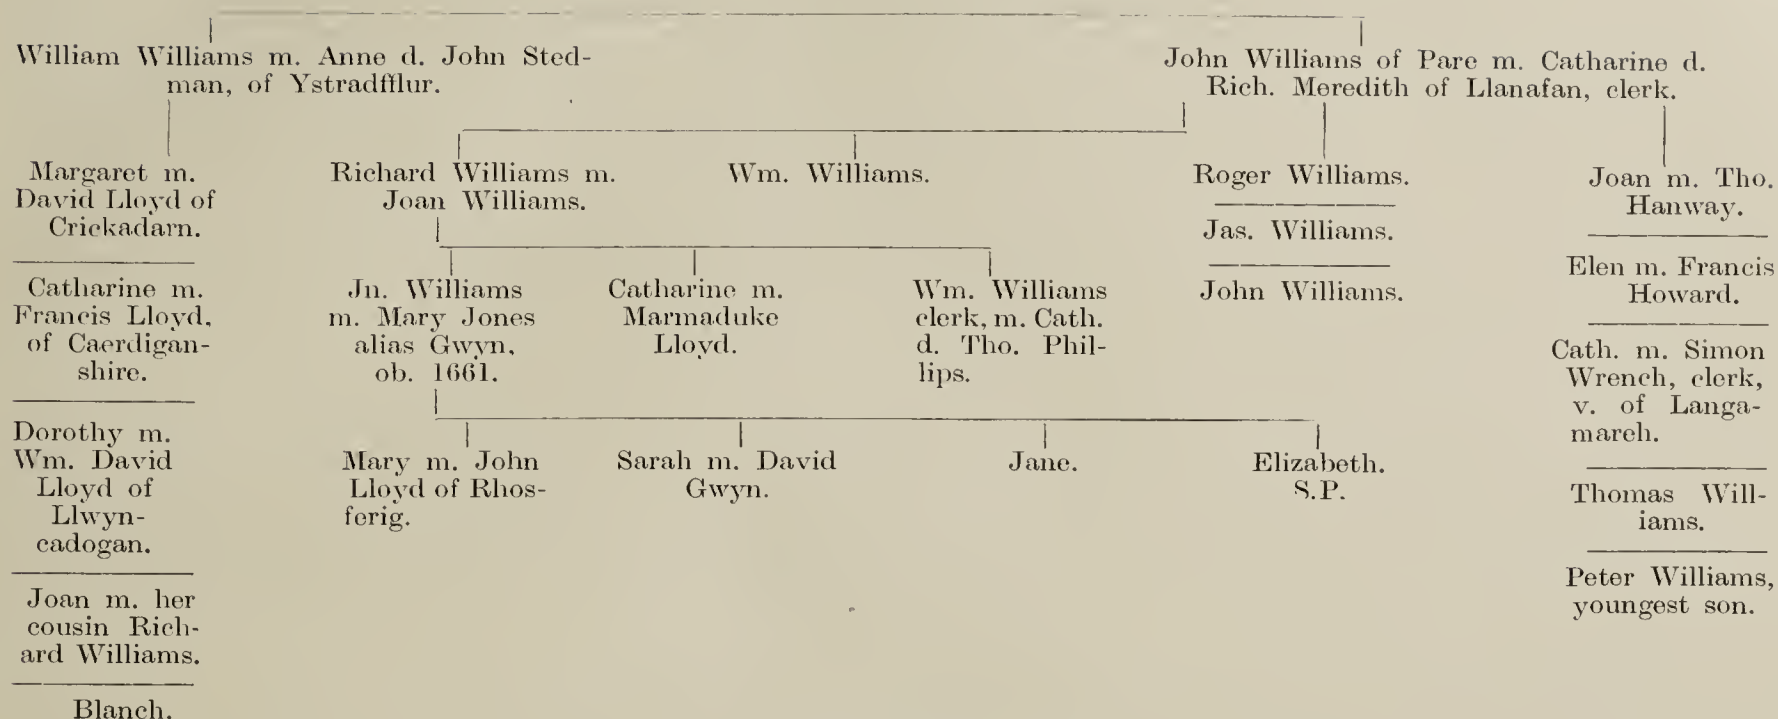 William Williams m. Anne d. John Sted-
man, of Ystradfflur.
John Williams of Parc m. Catharine d.
Rich. Meredith of Llanafan, clerk.
Margaret m.
David Lloyd of
Crickadarn.
Catharine m.
Francis Lloyd,
of Caerdigan-
shire.
Dorothy m.
Wm. David
Lloyd of
Llwyn-
cadogan.
Joan m. her
cousin Rich-
ard Williams.
Blanch.
Richard Williams m.
Joan Williams.
Wm. Williams.
Roger Williams.
Jas. Williams.
John Williams.
Joan m. Tho.
Hanway.
Elen m. Francis
Howard.
Cath. m. Simon
Wrench, clerk,
v. of Langa-
march.
Thomas Will-
iams.
Peter Williams,
youngest son.
Jn. Williams
m. Mary Jones
alias Gwyn,
ob. 1661.
Catharine m.
Marmaduke
Lloyd.
Wm. Williams
clerk, m. Cath.
d. Tho. Phil-
lips.
Mary m. John
Lloyd of Rhos-
ferig.
Sarah m. David
Gwyn.
Jane.
Elizabeth.
S.P.